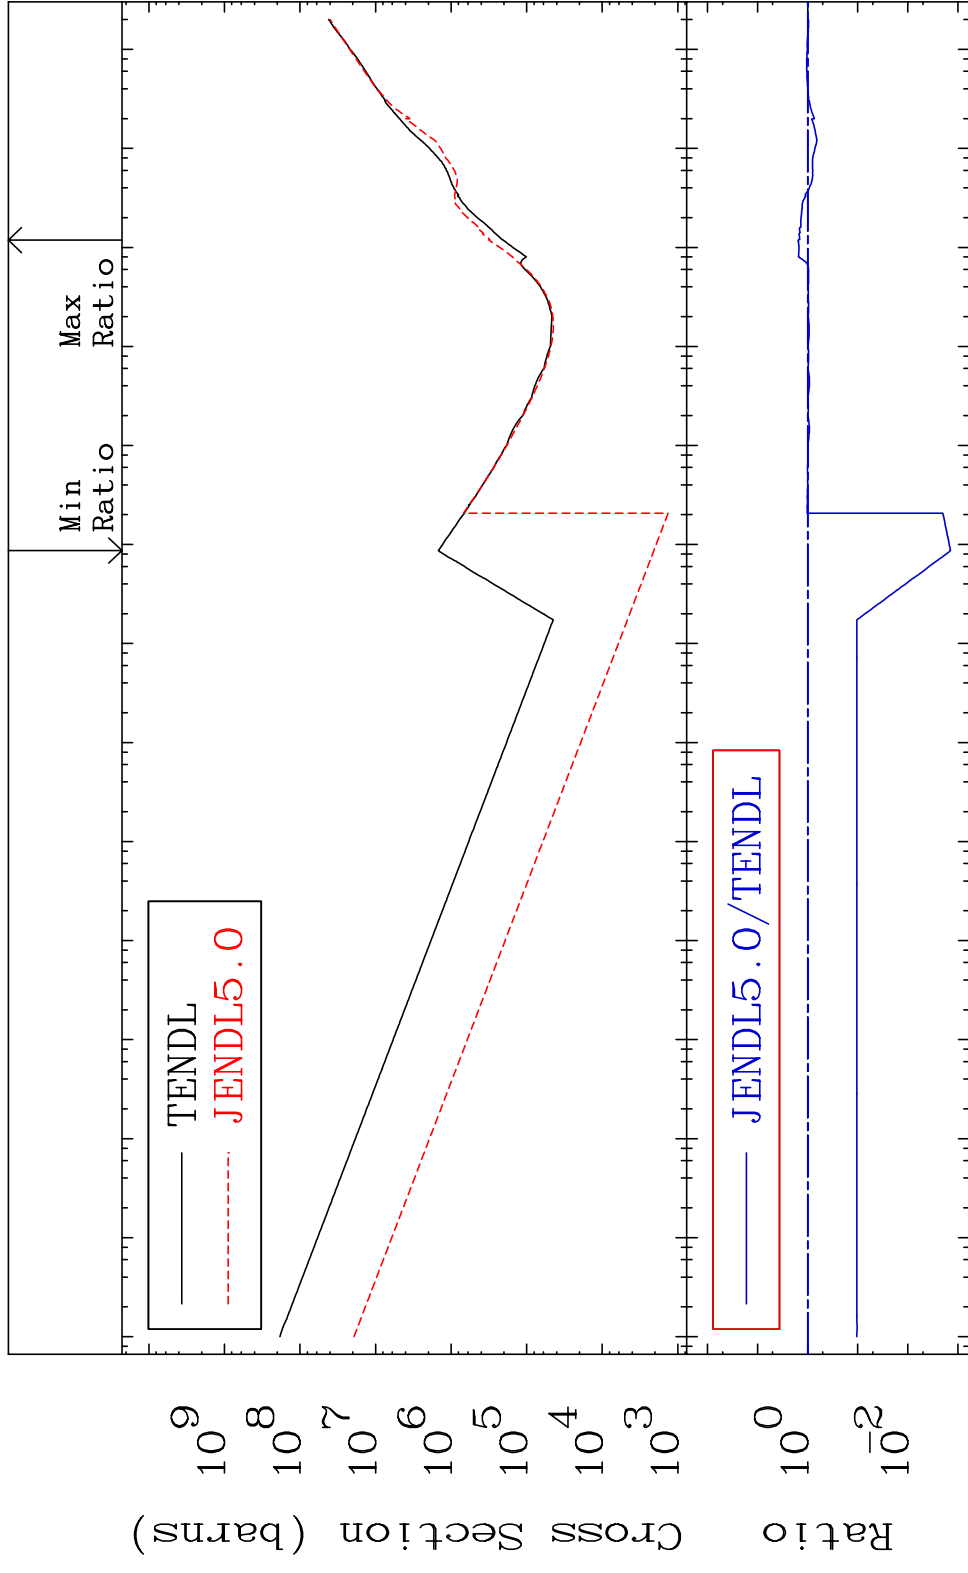 Min
Ratio
Max
Ratio
TENDL
JENDL5.0
10^9
10^8
10^7
10^6
10^5
10^4
10^3
Cross Section (barns)
JENDL5.0/TENDL
10^0
10^-2
Ratio